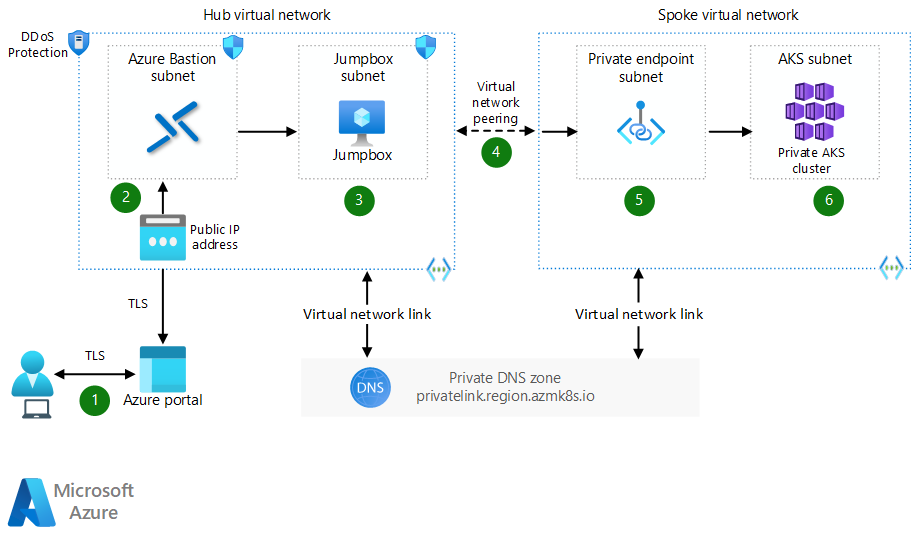 Hub virtual network
Spoke virtual network
DDoS
Protection
Azure Bastion
subnet
Jumpbox
subnet
Jumpbox
Virtual
network
peering
Private endpoint
subnet
AKS subnet
Private AKS
cluster
2
3
4
5
6
Public IP
address
TLS
Virtual network link
Virtual network link
TLS
1
Azure portal
DNS
Private DNS zone
privatelink.region.azmk8s.io
Microsoft
Azure